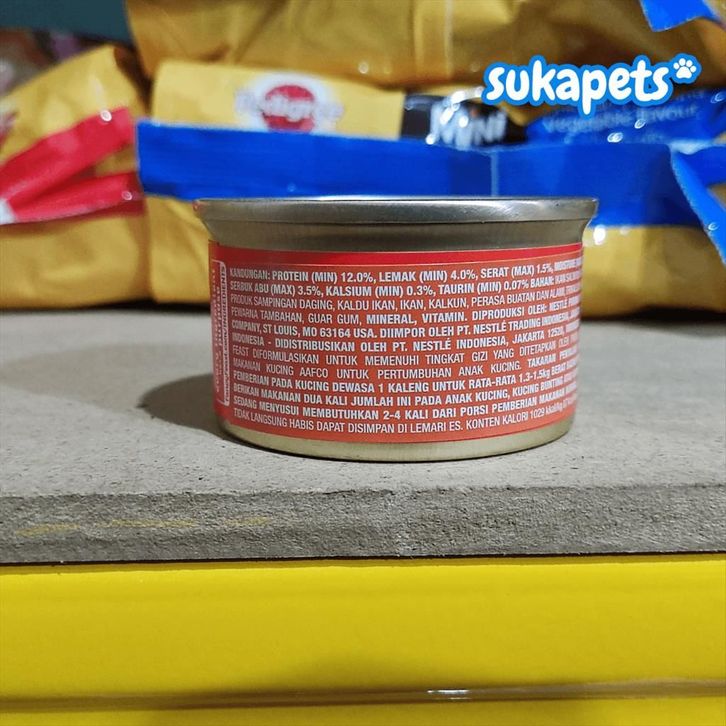 sukapets
Pedigree
MINI
Vegetable flavour
KANDUNGAN: PROTEIN (MIN) 12.0%, LEMAK (MIN) 4.0%, SERAT (MAX) 1.5%, MOISTURE
SERBUK ABU (MAX) 3.5%, KALSIUM (MIN) 0.3%, TAURIN (MIN) 0.07% BAHAN: IKAN SALMON
PRODUK SAMPINGAN DAGING, KALDU IKAN, IKAN, KALKUN, PERASA BUATAN DAN ALAMI,
PEWARNA TAMBAHAN, GUAR GUM, MINERAL, VITAMIN. DIPRODUKSI OLEH: NESTLÉ
COMPANY, ST LOUIS, MO 63164 USA. DIIMPOR OLEH PT. NESTLÉ TRADING INDONESIA,
INDONESIA - DIDISTRIBUSIKAN OLEH PT. NESTLÉ INDONESIA, JAKARTA 12520,
FEAST DIFORMULASIKAN UNTUK MEMENUHI TINGKAT GIZI YANG DITETAPKAN OLEH
MAKANAN KUCING AAFCO UNTUK PERTUMBUHAN ANAK KUCING. TAKARAN
PEMBERIAN PADA KUCING DEWASA 1 KALENG UNTUK RATA-RATA 1.3-1.5kg BERAT
BERIKAN MAKANAN DUA KALI JUMLAH INI PADA ANAK KUCING, KUCING BUNTING
SEDANG MENYUSUI MEMBUTUHKAN 2-4 KALI DARI PORSI PEMBERIAN MAKANAN
TIDAK LANGSUNG HABIS DAPAT DISIMPAN DI LEMARI ES. KONTEN KALORI 1029 kkal/kg